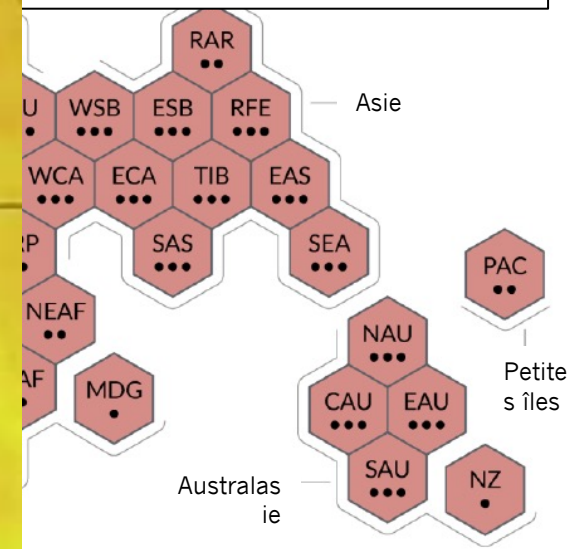 RAR
WSB ESB RFE
Asie
WCA ECA TIB EAS
SAS SEA
PAC
NEAF
NAU
Petite
s îles
MDG
CAU EAU
SAU NZ
Australas
ie